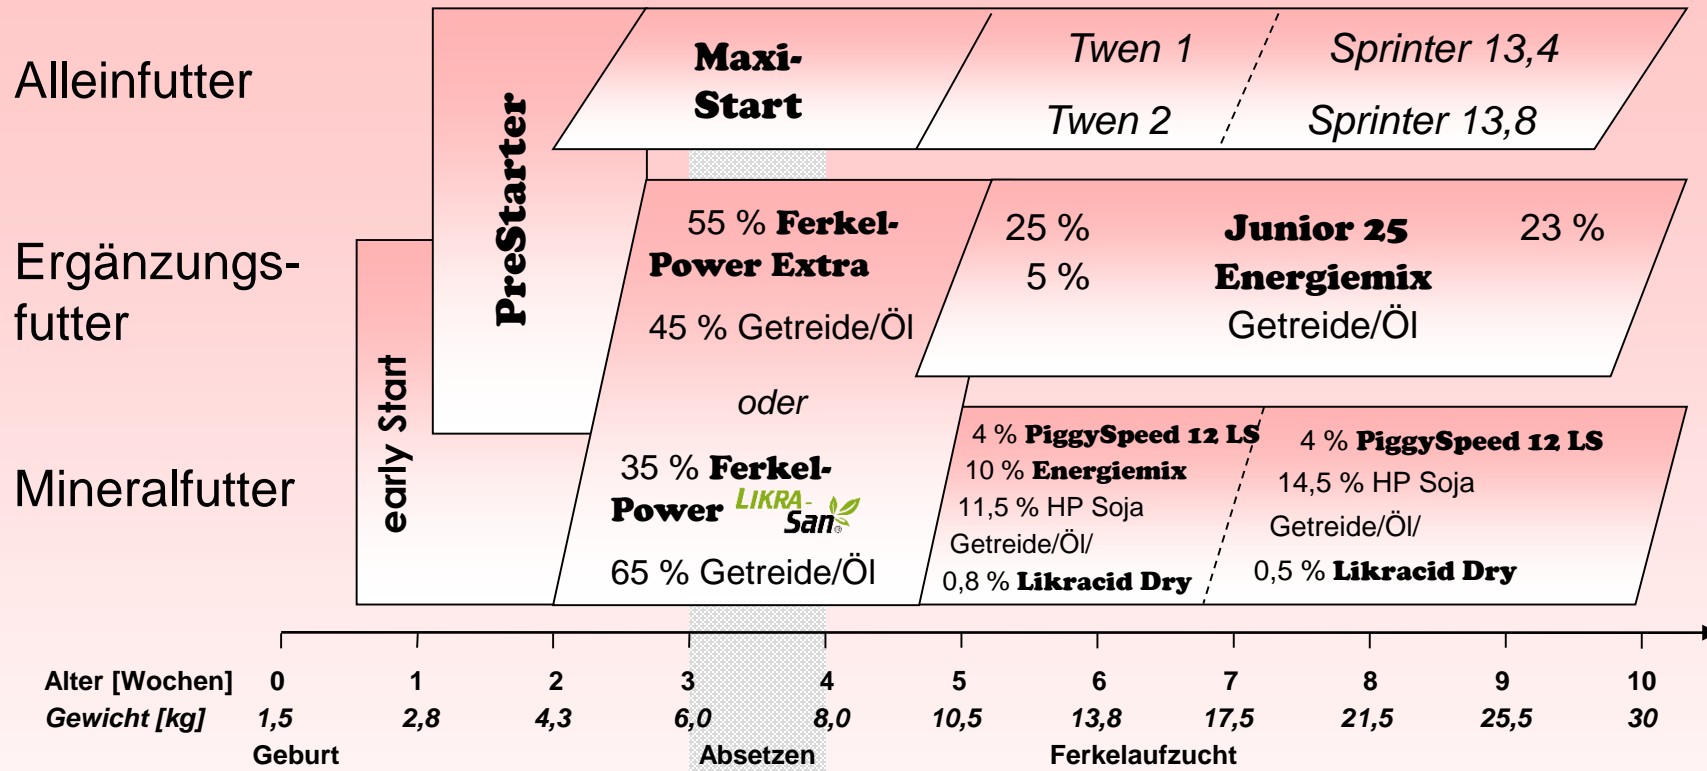 Alleinfutter
Ergänzungs-
futter
Mineralfutter
early Start
PreStarter
Maxi-
Start
Twen 1
Twen 2
Sprinter 13,4
Sprinter 13,8
55 % Ferkel-
Power Extra
45 % Getreide/Öl
oder
35 % Ferkel-
Power LIKRA-
San®
65 % Getreide/Öl
25 % Junior 25 23 %
5 % Energiemix
Getreide/Öl
4 % PiggySpeed 12 LS
10 % Energiemix
11,5 % HP Soja
Getreide/Öl/
0,8 % Likracid Dry
4 % PiggySpeed 12 LS
14,5 % HP Soja
Getreide/Öl/
0,5 % Likracid Dry
Alter [Wochen] 0 1 2 3 4 5 6 7 8 9 10
Gewicht [kg] 1,5 2,8 4,3 6,0 8,0 10,5 13,8 17,5 21,5 25,5 30
Geburt Absetzen Ferkelaufzucht